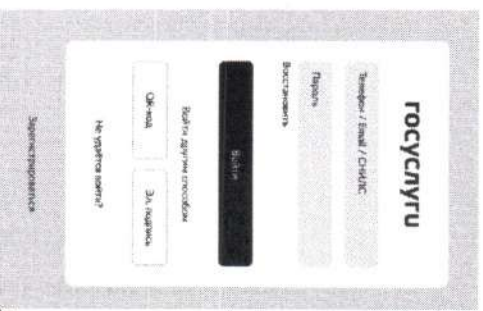 госуслуги
Телефон / Email / СНИЛС
Пароль
Восстановить
Войти
Войти другим способом
QR-код
Эл. подпись
Не удаётся войти?
Зарегистрироваться